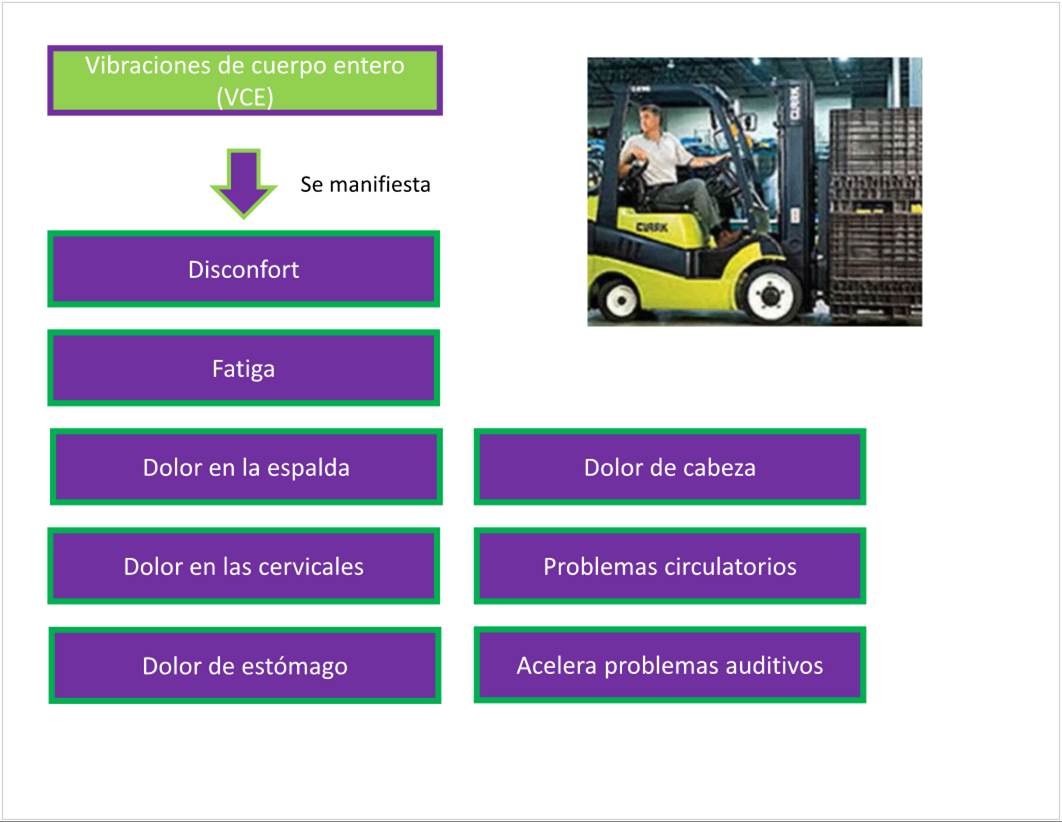 Vibraciones de cuerpo entero
(VCE)
Se manifiesta
Disconfort
Fatiga
Dolor en la espalda
Dolor en las cervicales
Dolor de estómago
Dolor de cabeza
Problemas circulatorios
Acelera problemas auditivos
CLARK
CLARK